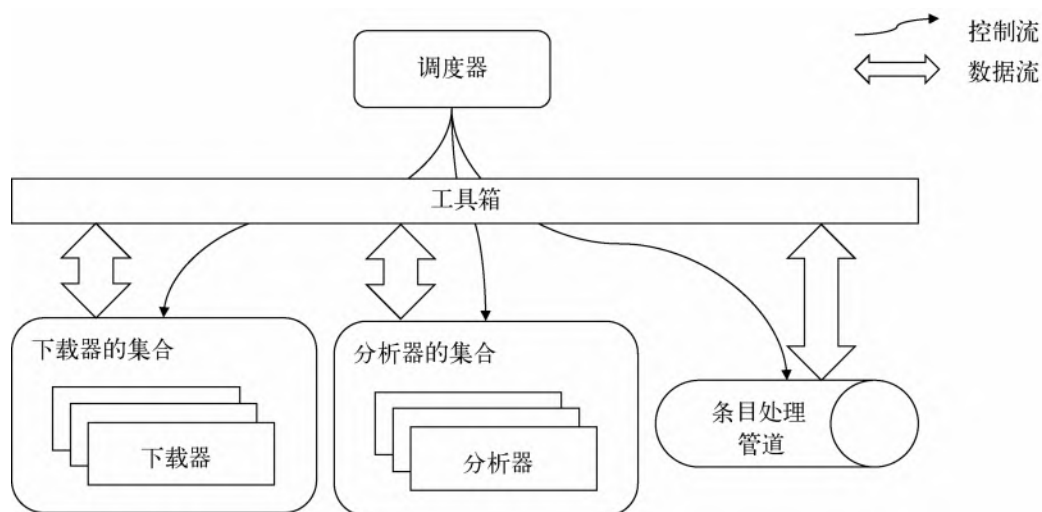 调度器
控制流
数据流
工具箱
下载器的集合
分析器的集合
下载器
分析器
条目处理
管道